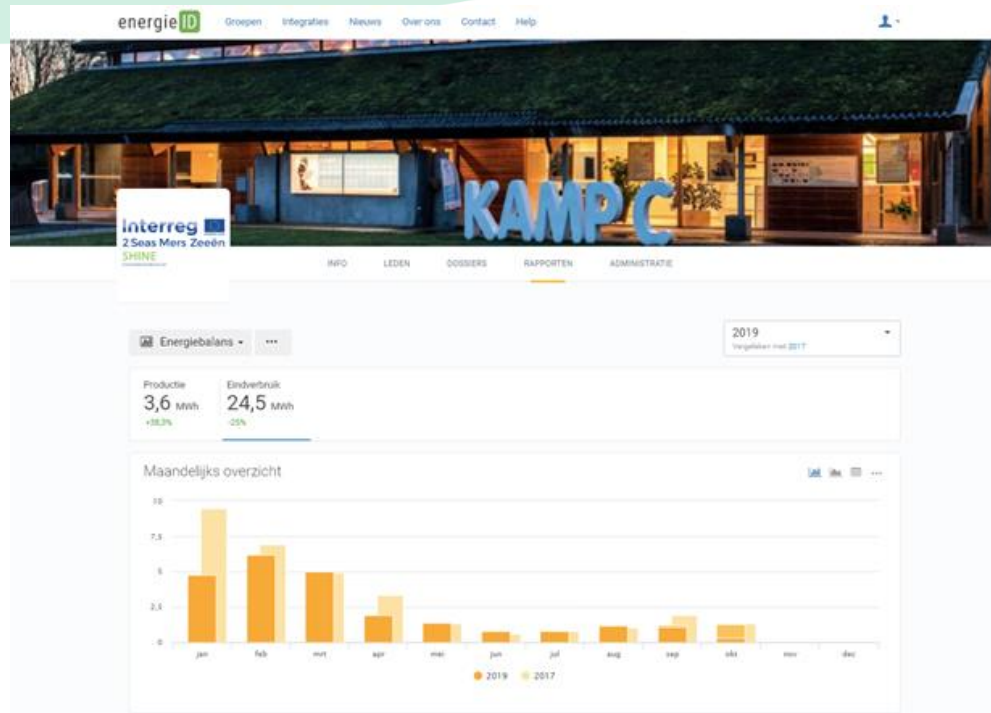 energieID Groepen Integraties Nieuws Over ons Contact Help
KAMP C
Interreg
2 Seas Mers Zeeën
SHINE
INFO LEDEN DOSSIERS RAPPORTEN ADMINISTRATIE
Energiebalans
2019
Vergeleken met 2017
Productie Eindverbruik
3,6 MWh 24,5 MWh
+38,3% -25%
Maandelijks overzicht
10
7,5
5
2,5
0
jan feb mrt apr mei jun jul aug sep okt nov dec
2019 2017